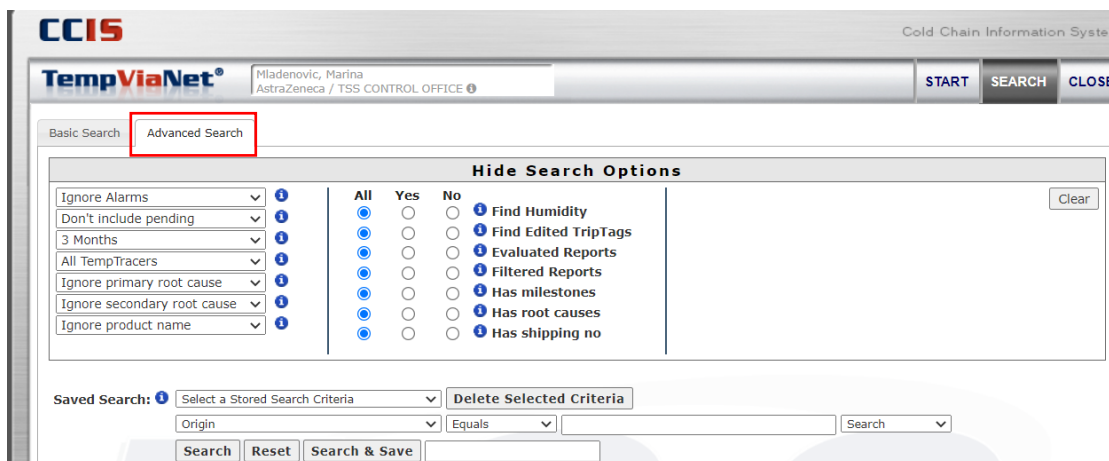 CCIS
Cold Chain Information Syste
TempViaNet®
Mladenovic, Marina
AstraZeneca / TSS CONTROL OFFICE
START SEARCH CLOSE
Basic Search Advanced Search
Hide Search Options
All Yes No
Ignore Alarms Find Humidity Clear
Don't include pending Find Edited TripTags
3 Months Evaluated Reports
All TempTracers Filtered Reports
Ignore primary root cause Has milestones
Ignore secondary root cause Has root causes
Ignore product name Has shipping no
Saved Search: Select a Stored Search Criteria Delete Selected Criteria
Origin Equals Search
Search Reset Search & Save